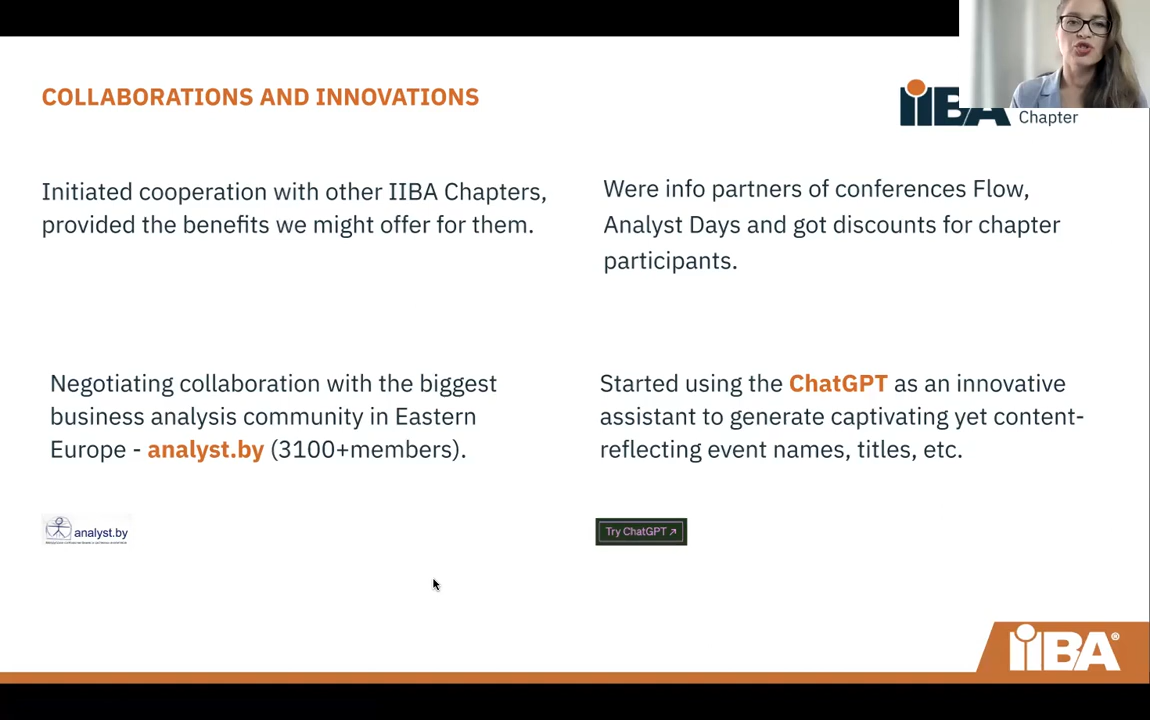 COLLABORATIONS AND INNOVATIONS
IIBA
Chapter
Initiated cooperation with other IIBA Chapters,
provided the benefits we might offer for them.
Were info partners of conferences Flow,
Analyst Days and got discounts for chapter
participants.
Negotiating collaboration with the biggest
business analysis community in Eastern
Europe - analyst.by (3100+members).
Started using the ChatGPT as an innovative
assistant to generate captivating yet content-
reflecting event names, titles, etc.
analyst.by
Try ChatGPT ↗
IIBA®